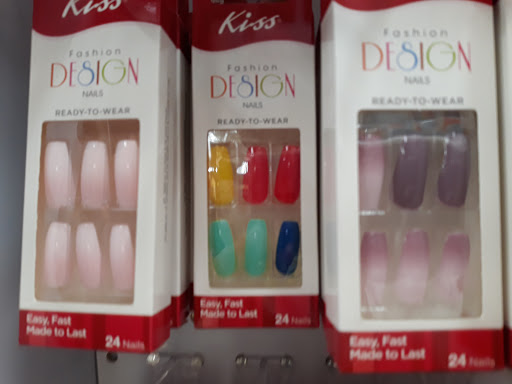 Kiss
Fashion
DESIGN
NAILS
READY-TO-WEAR
Easy, Fast
Made to Last
24 Nails
Kiss
Fashion
DESIGN
NAILS
READY-TO-WEAR
Easy, Fast
Made to Last
24 Nails
Fashion
DESIGN
NAILS
READY-TO-WEAR
Easy, Fast
Made to Last
24 Nails